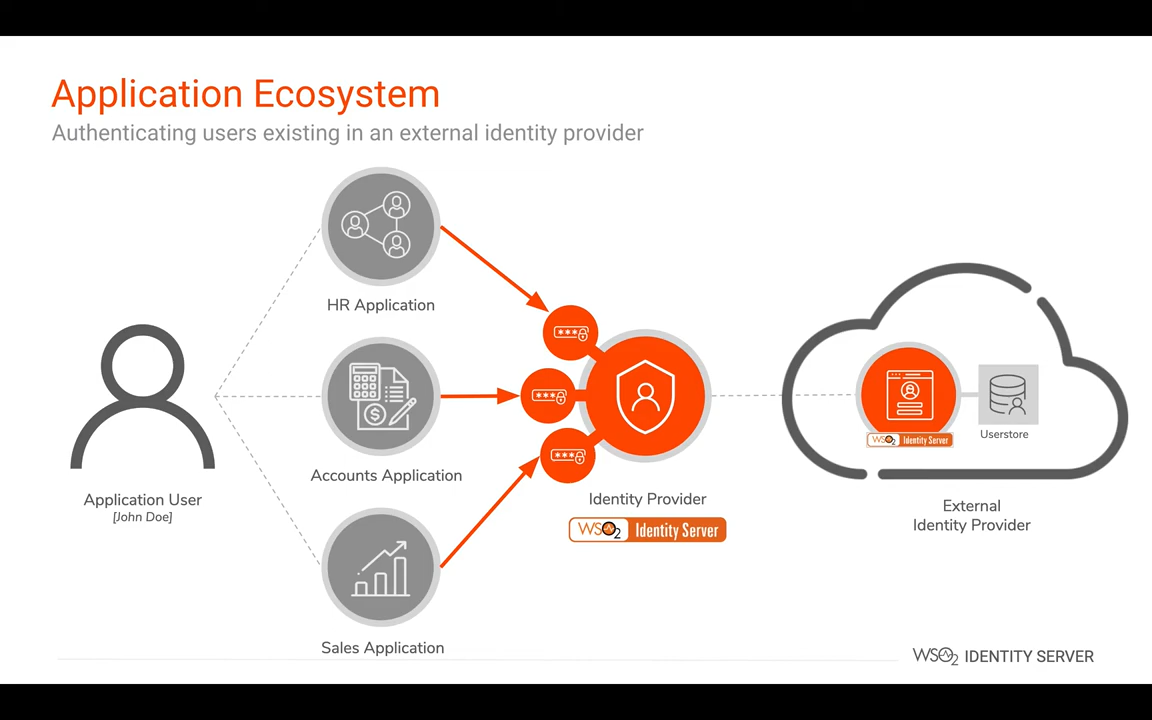 Application Ecosystem
Authenticating users existing in an external identity provider
HR Application
Accounts Application
Sales Application
Application User
[John Doe]
***
***
***
Identity Provider
WSO2 Identity Server
WSO2 Identity Server
Userstore
External
Identity Provider
WSO2 IDENTITY SERVER